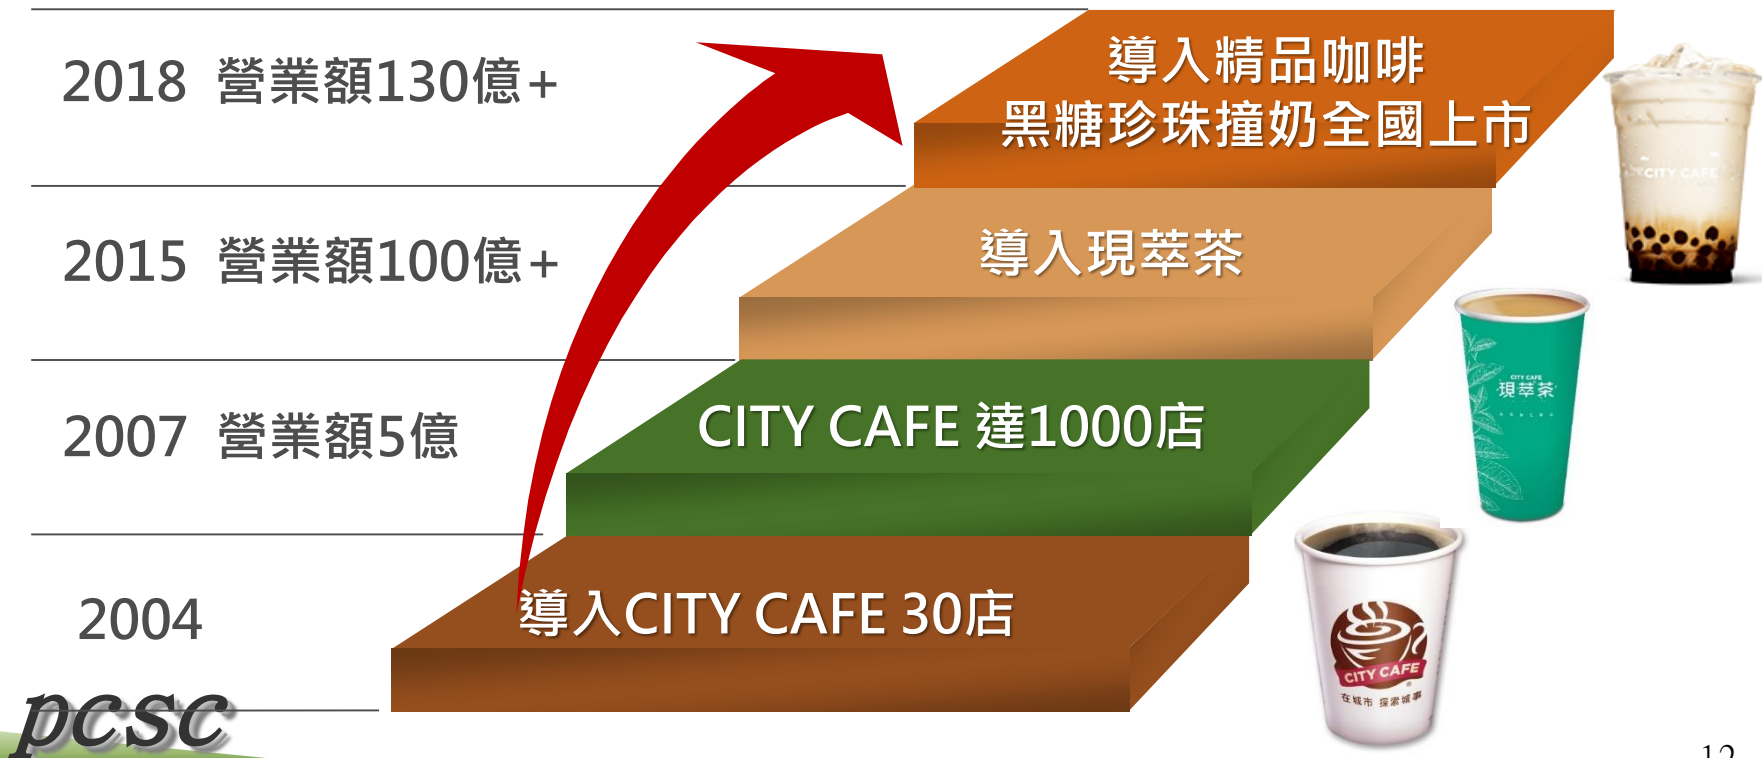 2018 營業額130億+
導入精品咖啡
黑糖珍珠撞奶全國上市
CITY CAFE
2015 營業額100億+
導入現萃茶
CITY CAFE
現萃茶
2007 營業額5億
CITY CAFE 達1000店
2004
導入CITY CAFE 30店
CITY CAFE
在城市 探索城事
pcsc
12